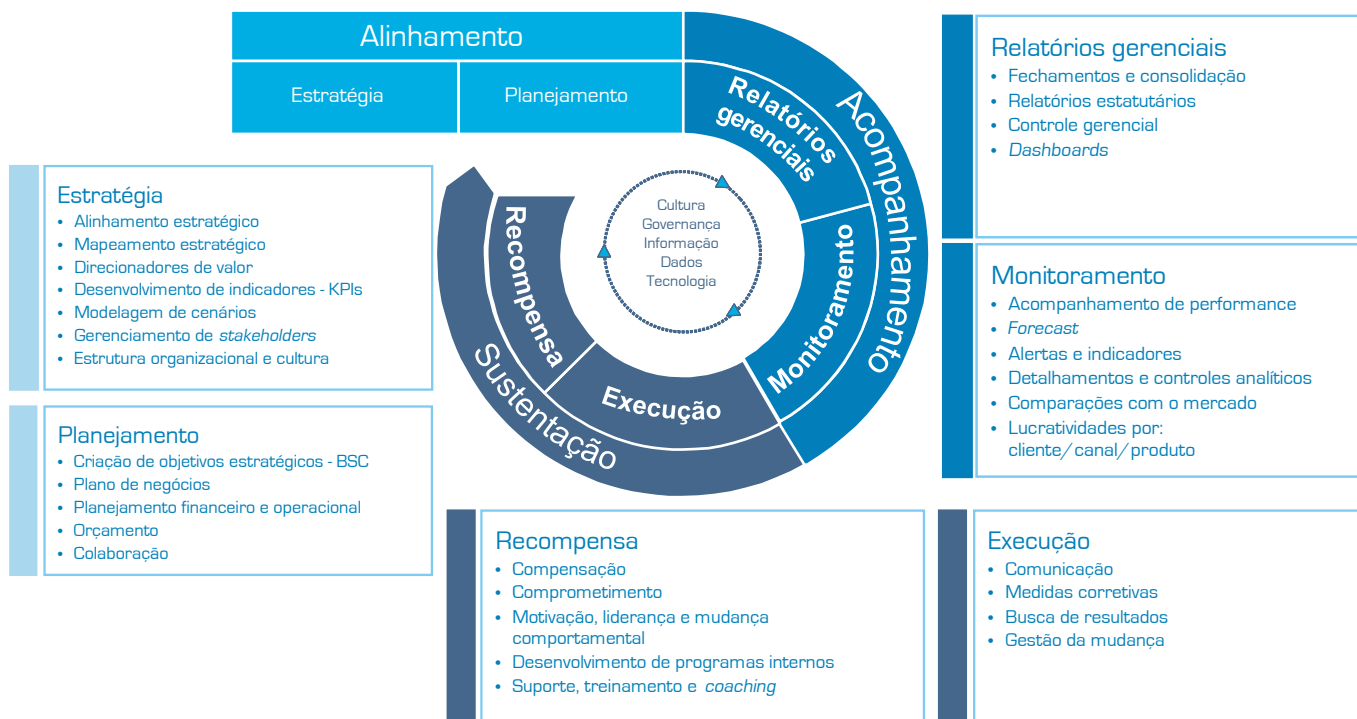 Alinhamento
Estratégia
Planejamento
Relatórios
gerenciais
Acompanhamento
Monitoramento
Execução
Recompensa
Sustentação
Cultura
Governança
Informação
Dados
Tecnologia
Estratégia
• Alinhamento estratégico
• Mapeamento estratégico
• Direcionadores de valor
• Desenvolvimento de indicadores - KPIs
• Modelagem de cenários
• Gerenciamento de stakeholders
• Estrutura organizacional e cultura
Planejamento
• Criação de objetivos estratégicos - BSC
• Plano de negócios
• Planejamento financeiro e operacional
• Orçamento
• Colaboração
Relatórios gerenciais
• Fechamentos e consolidação
• Relatórios estatutários
• Controle gerencial
• Dashboards
Monitoramento
• Acompanhamento de performance
• Forecast
• Alertas e indicadores
• Detalhamentos e controles analíticos
• Comparações com o mercado
• Lucratividades por:
cliente/canal/produto
Recompensa
• Compensação
• Comprometimento
• Motivação, liderança e mudança
comportamental
• Desenvolvimento de programas internos
• Suporte, treinamento e coaching
Execução
• Comunicação
• Medidas corretivas
• Busca de resultados
• Gestão da mudança